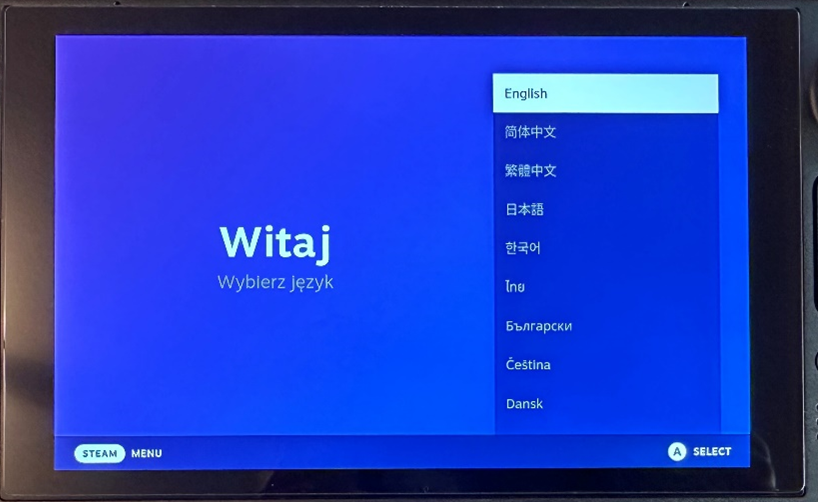 Witaj
Wybierz język
English
简体中文
繁體中文
日本語
한국어
ไทย
Български
Čeština
Dansk
STEAM MENU
A SELECT